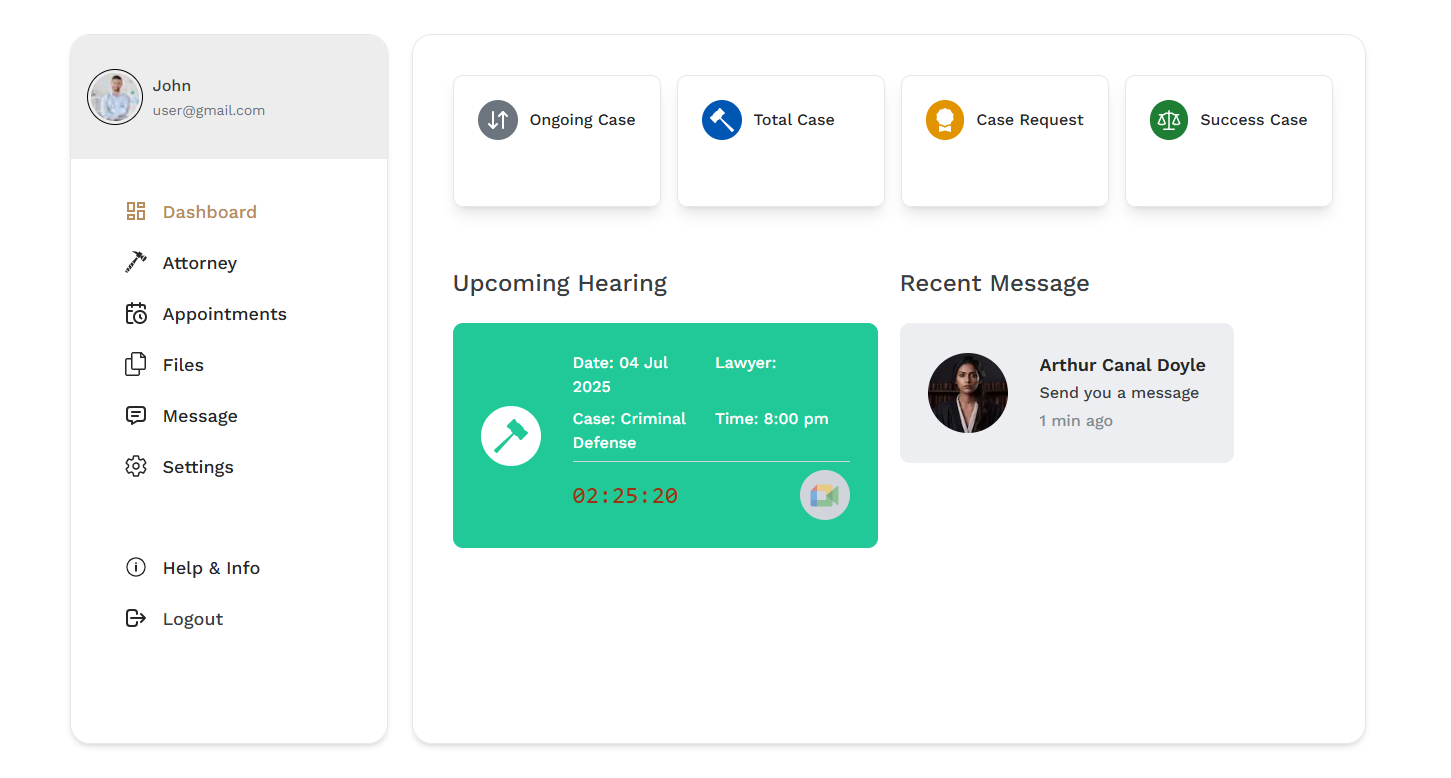 John
user@gmail.com
Dashboard
Attorney
Appointments
Files
Message
Settings
Help & Info
Logout
Ongoing Case
Total Case
Case Request
Success Case
Upcoming Hearing
Date: 04 Jul
2025
Lawyer:
Case: Criminal
Defense
Time: 8:00 pm
02:25:20
Recent Message
Arthur Canal Doyle
Send you a message
1 min ago